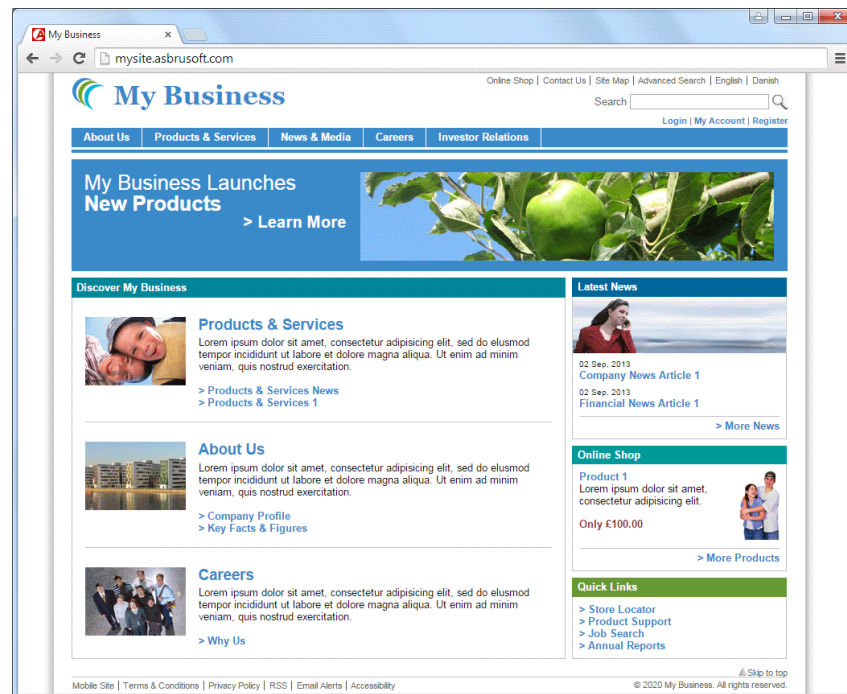 My Business
mysite.asbrusoft.com
Online Shop | Contact Us | Site Map | Advanced Search | English | Danish
My Business
Search
Login | My Account | Register
About Us
Products & Services
News & Media
Careers
Investor Relations
My Business Launches
New Products
> Learn More
Discover My Business
Products & Services
Lorem ipsum dolor sit amet, consectetur adipisicing elit, sed do elusmod
tempor incididunt ut labore et dolore magna aliqua. Ut enim ad minim
veniam, quis nostrud exercitation.
> Products & Services News
> Products & Services 1
About Us
Lorem ipsum dolor sit amet, consectetur adipisicing elit, sed do elusmod
tempor incididunt ut labore et dolore magna aliqua. Ut enim ad minim
veniam, quis nostrud exercitation.
> Company Profile
> Key Facts & Figures
Careers
Lorem ipsum dolor sit amet, consectetur adipisicing elit, sed do elusmod
tempor incididunt ut labore et dolore magna aliqua. Ut enim ad minim
veniam, quis nostrud exercitation.
> Why Us
Latest News
02 Sep, 2013
Company News Article 1
02 Sep, 2013
Financial News Article 1
> More News
Online Shop
Product 1
Lorem ipsum dolor sit amet,
consectetur adipisicing elit.
Only £100.00
> More Products
Quick Links
> Store Locator
> Product Support
> Job Search
> Annual Reports
Skip to top
Mobile Site | Terms & Conditions | Privacy Policy | RSS | Email Alerts | Accessibility
© 2020 My Business. All rights reserved.